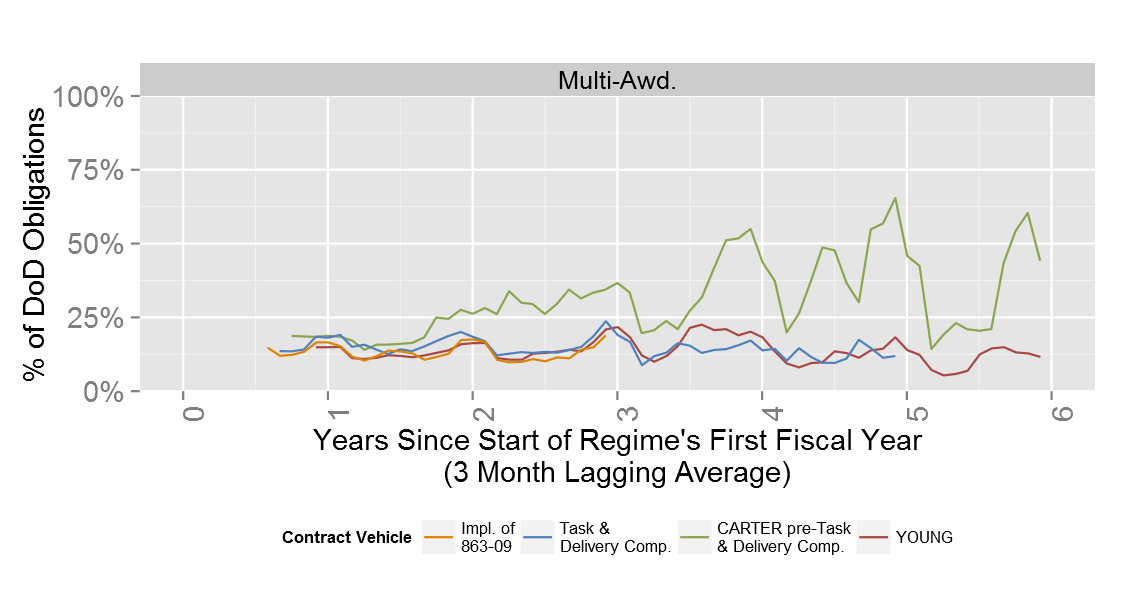 Multi-Awd.
100%
75%
50%
25%
0%
% of DoD Obligations
0
1
2
3
4
5
6
Years Since Start of Regime's First Fiscal Year
(3 Month Lagging Average)
Contract Vehicle
Impl. of
863-09
Task &
Delivery Comp.
CARTER pre-Task
& Delivery Comp.
YOUNG